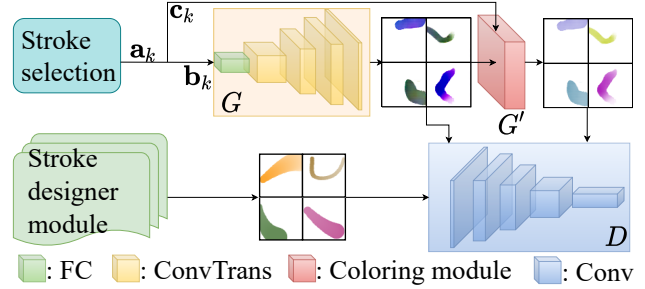 Stroke
selection
a_k
c_k
b_k
G
G′
Stroke
designer
module
D
: FC
: ConvTrans
: Coloring module
: Conv